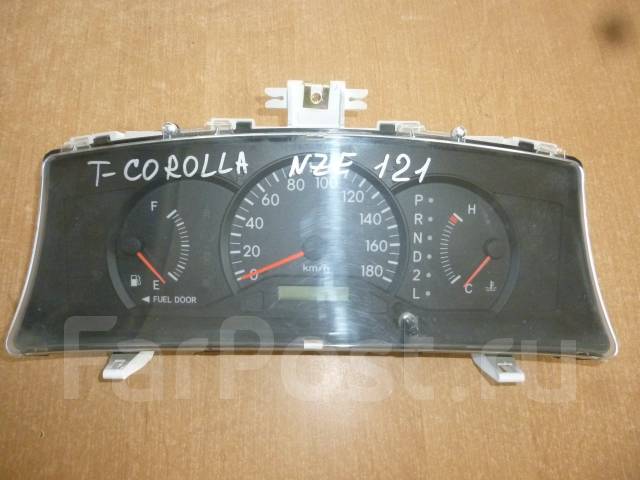 T-COROLLA NZE 121
F
E
◄ FUEL DOOR
0
20
40
60
80
100
120
140
160
180
km/h
P
R
N
D
2
L
H
C
FarPost.ru